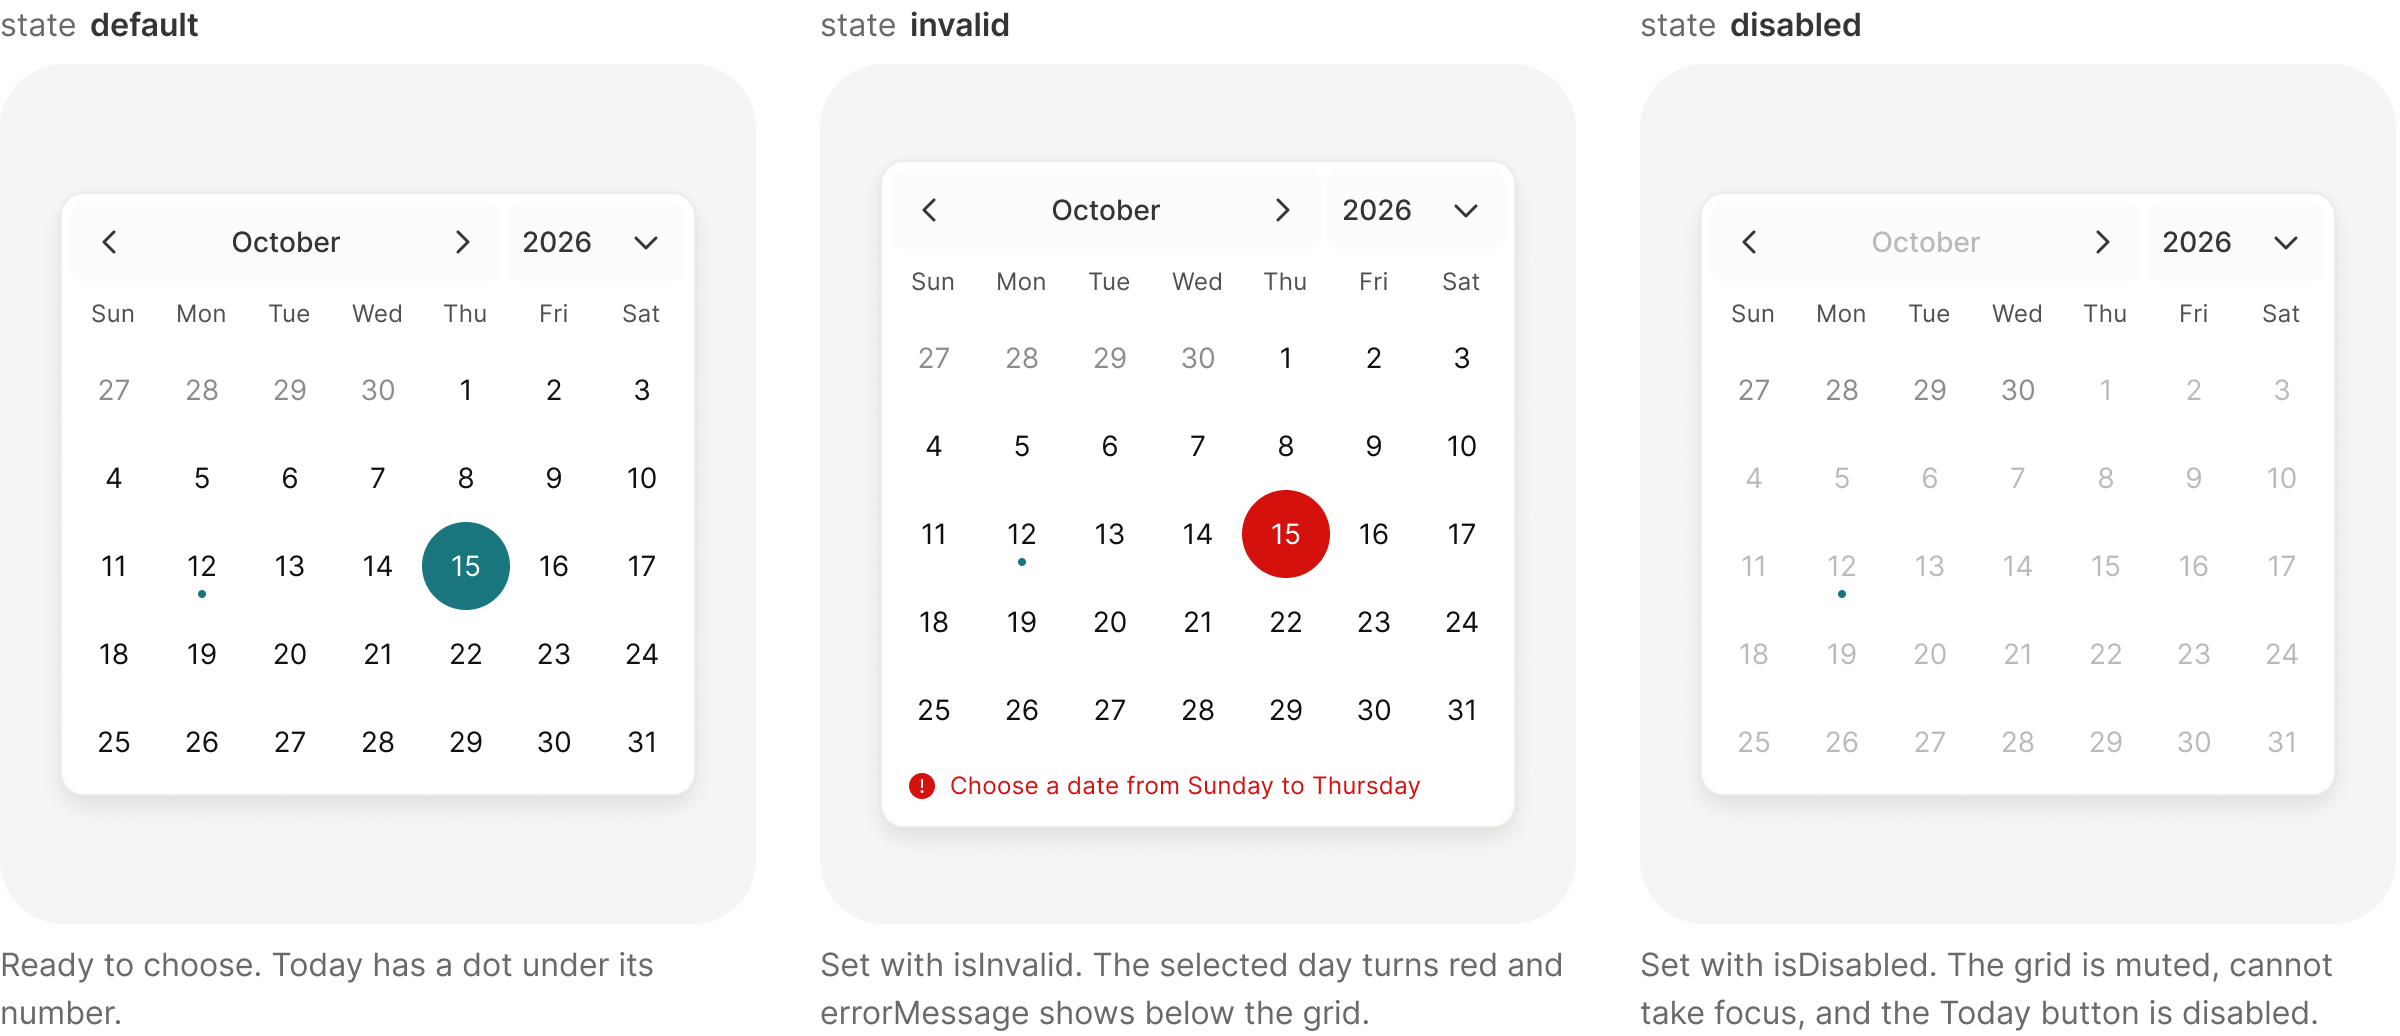 state default
October 2026
Sun Mon Tue Wed Thu Fri Sat
27 28 29 30 1 2 3
4 5 6 7 8 9 10
11 12 13 14 15 16 17
18 19 20 21 22 23 24
25 26 27 28 29 30 31
Ready to choose. Today has a dot under its
number.
state invalid
October 2026
Sun Mon Tue Wed Thu Fri Sat
27 28 29 30 1 2 3
4 5 6 7 8 9 10
11 12 13 14 15 16 17
18 19 20 21 22 23 24
25 26 27 28 29 30 31
! Choose a date from Sunday to Thursday
Set with isInvalid. The selected day turns red and
errorMessage shows below the grid.
state disabled
October 2026
Sun Mon Tue Wed Thu Fri Sat
27 28 29 30 1 2 3
4 5 6 7 8 9 10
11 12 13 14 15 16 17
18 19 20 21 22 23 24
25 26 27 28 29 30 31
Set with isDisabled. The grid is muted, cannot
take focus, and the Today button is disabled.